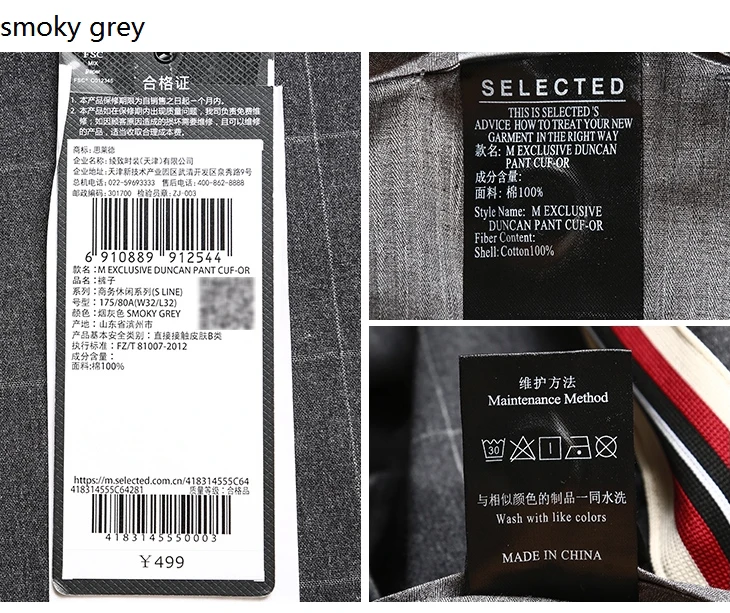 smoky grey
FSC
MIX
FSC® C012345
合格证
1. 本产品保修期限为自销售之日起一个月内。
2. 本产品如在保修期内出现质量问题，我司负责免费维
修；如因顾客原因造成的损坏需要维修、且可以维修
的产品，适当收取合理成本费。
商标：思莱德
企业名称：绫致时装(天津)有限公司
企业地址：天津新技术产业园区武清开发区泉秀路9号
总机电话：022-59693333 售后电话：400-862-8888
邮政编码：301700 检验员章：ZJ-003
6 910889 912544
款名：M EXCLUSIVE DUNCAN PANT CUF-OR
品名：裤子
系列：商务休闲系列(S LINE)
号型：175/80A(W32/L32)
颜色：烟灰色 SMOKY GREY
产地：山东省滨州市
产品基本安全类别：直接接触皮肤B类
执行标准：FZ/T 81007-2012
成分含量：
面料:棉100%
https://m.selected.com.cn/418314555C64
418314555C64281 质量等级：合格品
4183145550003
￥499
SELECTED
THIS IS SELECTED'S
ADVICE HOW TO TREAT YOUR NEW
GARMENT IN THE RIGHT WAY
款名: M EXCLUSIVE DUNCAN
PANT CUF-OR
成分含量:
面料: 棉100%
Style Name: M EXCLUSIVE
DUNCAN PANT CUF-OR
Fiber Content:
Shell: Cotton100%
维护方法
Maintenance Method
30
与相似颜色的制品一同水洗
Wash with like colors
MADE IN CHINA